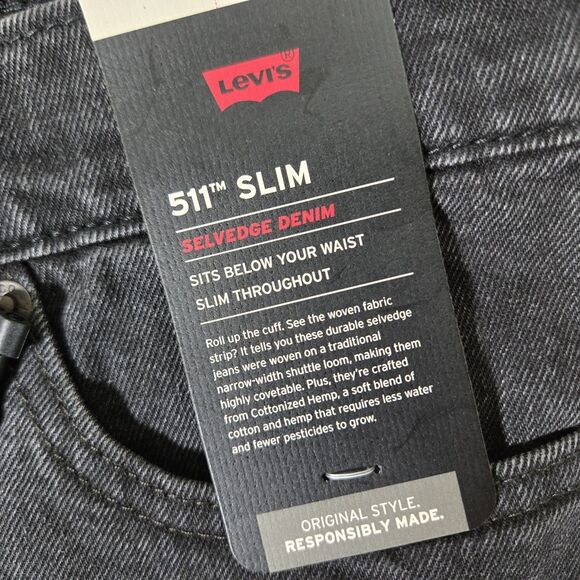 Levi's®
511™ SLIM
SELVEDGE DENIM
SITS BELOW YOUR WAIST
SLIM THROUGHOUT
Roll up the cuff. See the woven fabric
strip? It tells you these durable selvedge
jeans were woven on a traditional
narrow-width shuttle loom, making them
highly covetable. Plus, they're crafted
from Cottonized Hemp, a soft blend of
cotton and hemp that requires less water
and fewer pesticides to grow.
ORIGINAL STYLE.
RESPONSIBLY MADE.